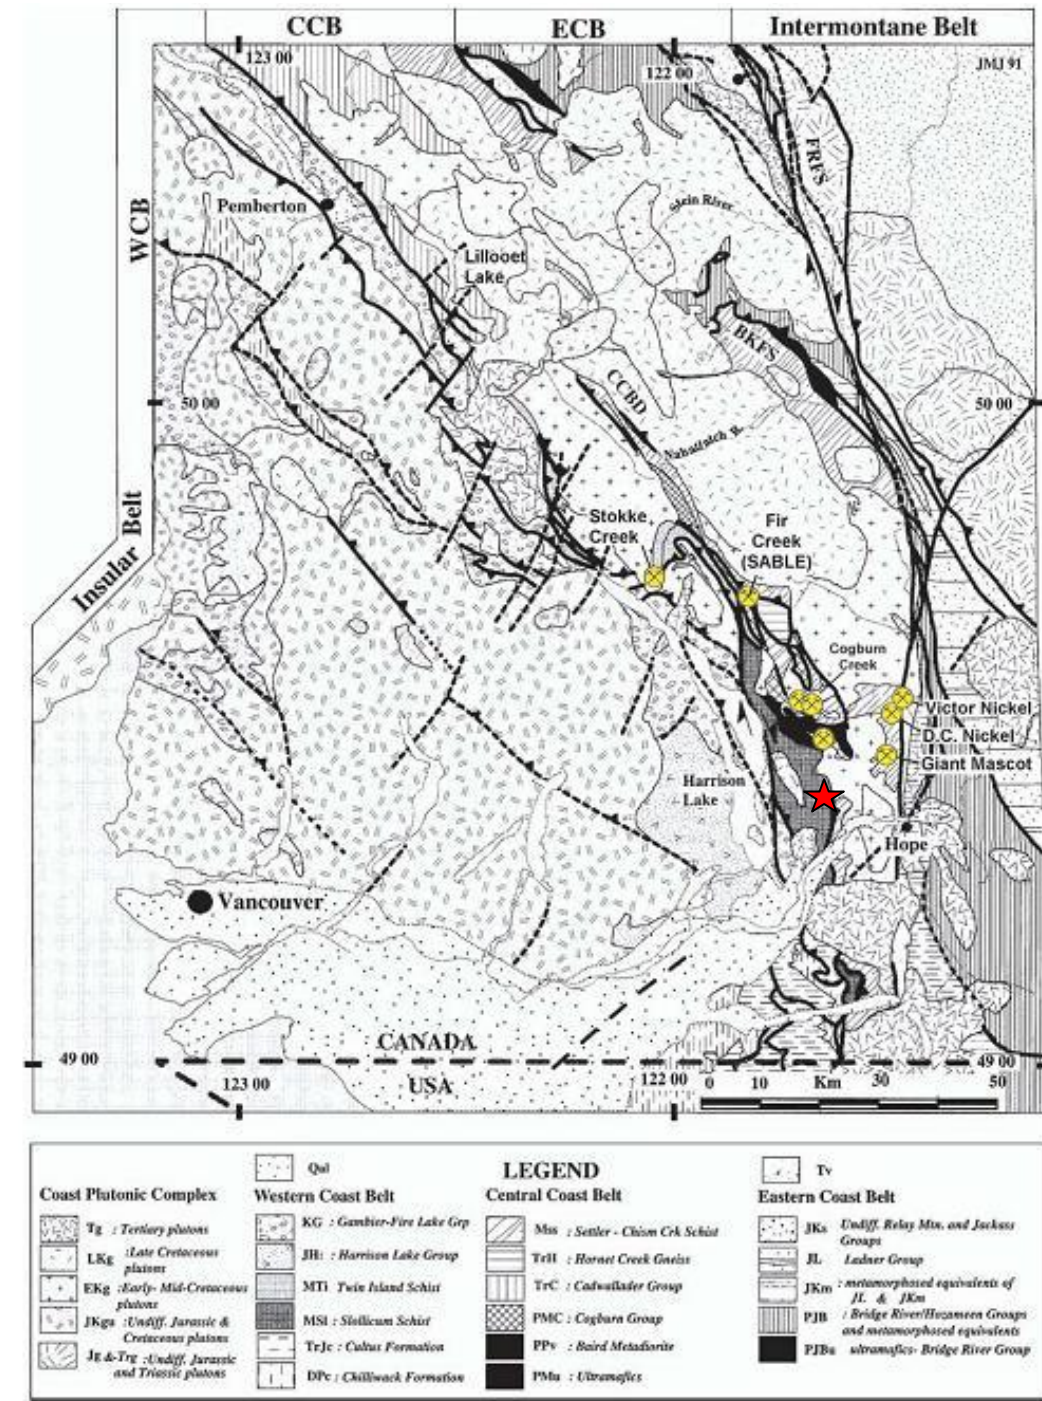 CCB
ECB
Intermontane Belt
123 00
122 00
JMJ 91
FRFS
WCB
Pemberton
Stein River
Lillooet
Lake
BKFS
CCBD
50 00
50 00
Nahatlatch R.
Belt
Stokke
Creek
Fir
Creek
(SABLE)
Insular
Cogburn
Creek
Victor Nickel
D.C. Nickel
Giant Mascot
Harrison
Lake
Hope
Vancouver
CANADA
49 00
49 00
USA
123 00
122 00
0 10 Km 30 50
LEGEND
Qal
Tv
Coast Plutonic Complex
Tg : Tertiary plutons
LKg :Late Cretaceous
plutons
EKg :Early- Mid-Cretaceous
plutons
JKgu :Undiff. Jurassic &
Cretaceous plutons
Jg &Trg :Undiff. Jurassic
and Triassic plutons
Western Coast Belt
KG : Gambier-Fire Lake Grp
: Harrison Lake Group
MTi Twin Island Schist
MSl : Slollicum Schist
TrJc : Cultus Formation
DPc : Chilliwack Formation
Central Coast Belt
Mss : Settler - Chism Crk Schist
TrH : Hornet Creek Gneiss
TrC : Cadwallader Group
PMC : Cogburn Group
PPv : Baird Metadiorite
PMu : Ultramafics
Eastern Coast Belt
JKs Undiff. Relay Mtn. and Jackass
Groups
JL Ladner Group
JKm : metamorphosed equivalents of
JL & JKm
PJB : Bridge River/Hozameen Groups
and metamorphosed equivalents
PJBu ultramafics- Bridge River Group